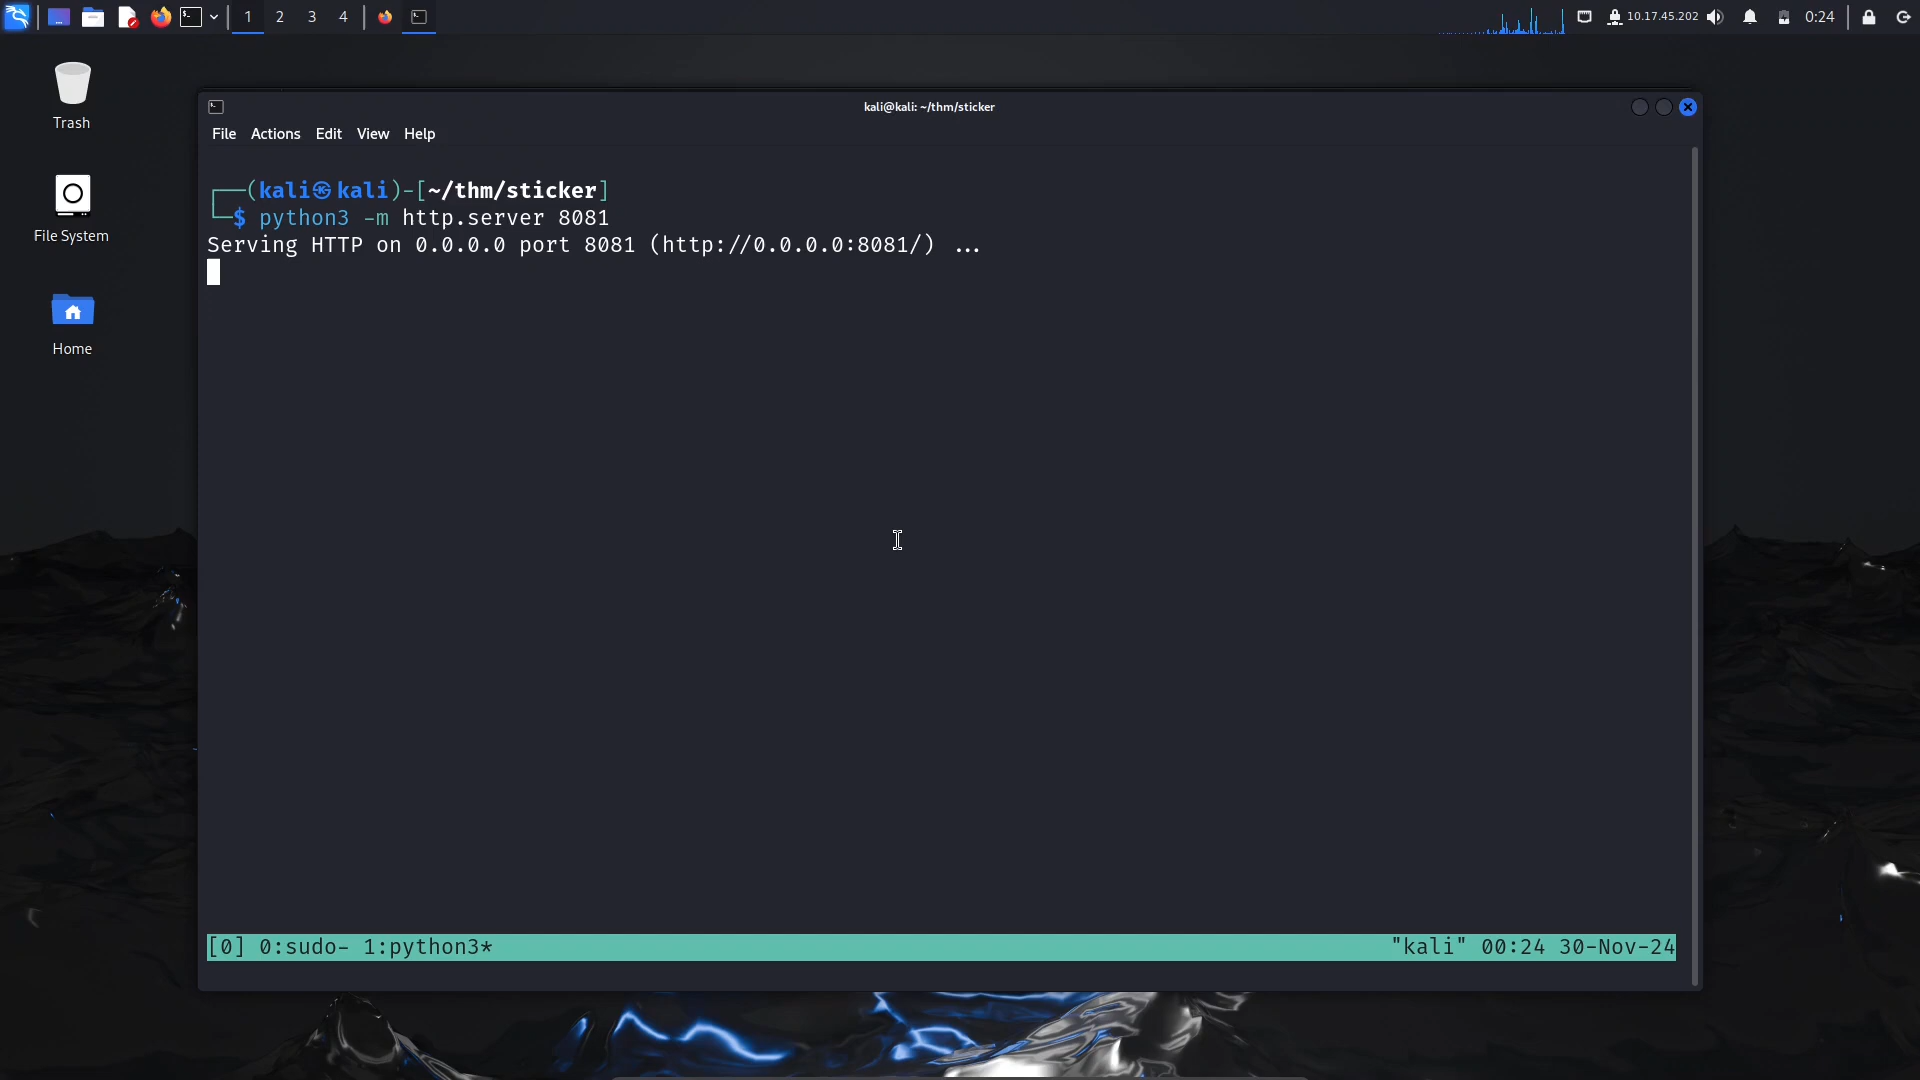 1 2 3 4 10.17.45.202 0:24
Trash
File System
Home
kali@kali: ~/thm/sticker
File Actions Edit View Help
┌──(kali㉿kali)-[~/thm/sticker]
└─$ python3 -m http.server 8081
Serving HTTP on 0.0.0.0 port 8081 (http://0.0.0.0:8081/) ...
[0] 0:sudo- 1:python3* "kali" 00:24 30-Nov-24